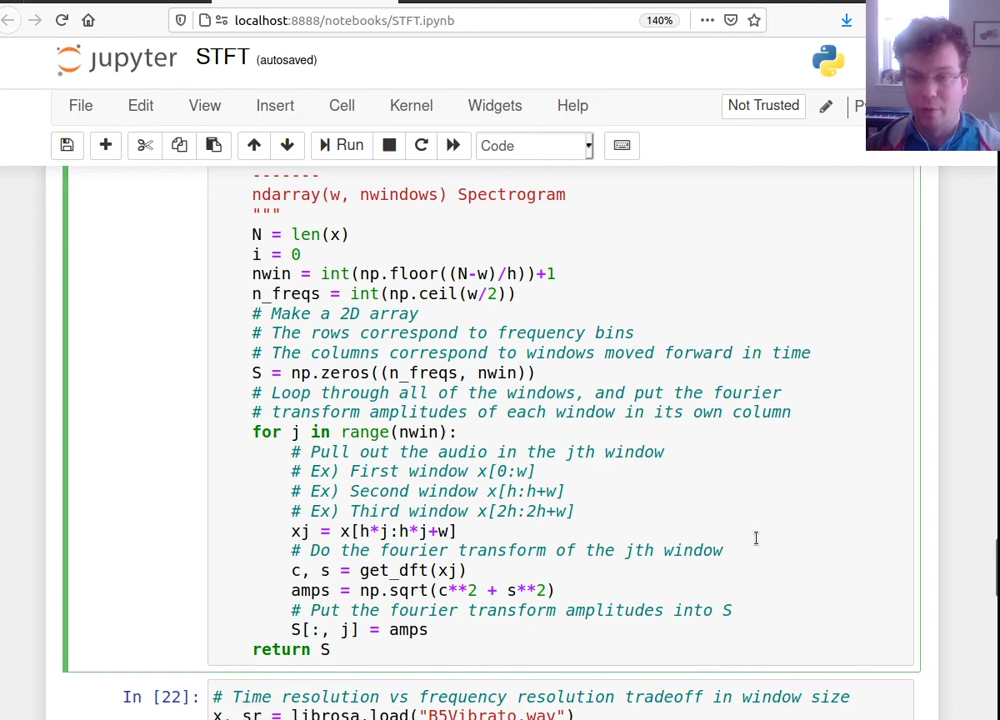 localhost:8888/notebooks/STFT.ipynb
140%
jupyter STFT (autosaved)
File Edit View Insert Cell Kernel Widgets Help Not Trusted
Run Code
-------
ndarray(w, nwindows) Spectrogram
"""
N = len(x)
i = 0
nwin = int(np.floor((N-w)/h))+1
n_freqs = int(np.ceil(w/2))
# Make a 2D array
# The rows correspond to frequency bins
# The columns correspond to windows moved forward in time
S = np.zeros((n_freqs, nwin))
# Loop through all of the windows, and put the fourier
# transform amplitudes of each window in its own column
for j in range(nwin):
# Pull out the audio in the jth window
# Ex) First window x[0:w]
# Ex) Second window x[h:h+w]
# Ex) Third window x[2h:2h+w]
xj = x[h*j:h*j+w]
# Do the fourier transform of the jth window
c, s = get_dft(xj)
amps = np.sqrt(c**2 + s**2)
# Put the fourier transform amplitudes into S
S[:, j] = amps
return S
In [22]: # Time resolution vs frequency resolution tradeoff in window size
x, sr = librosa.load("B5Vibrato.wav")